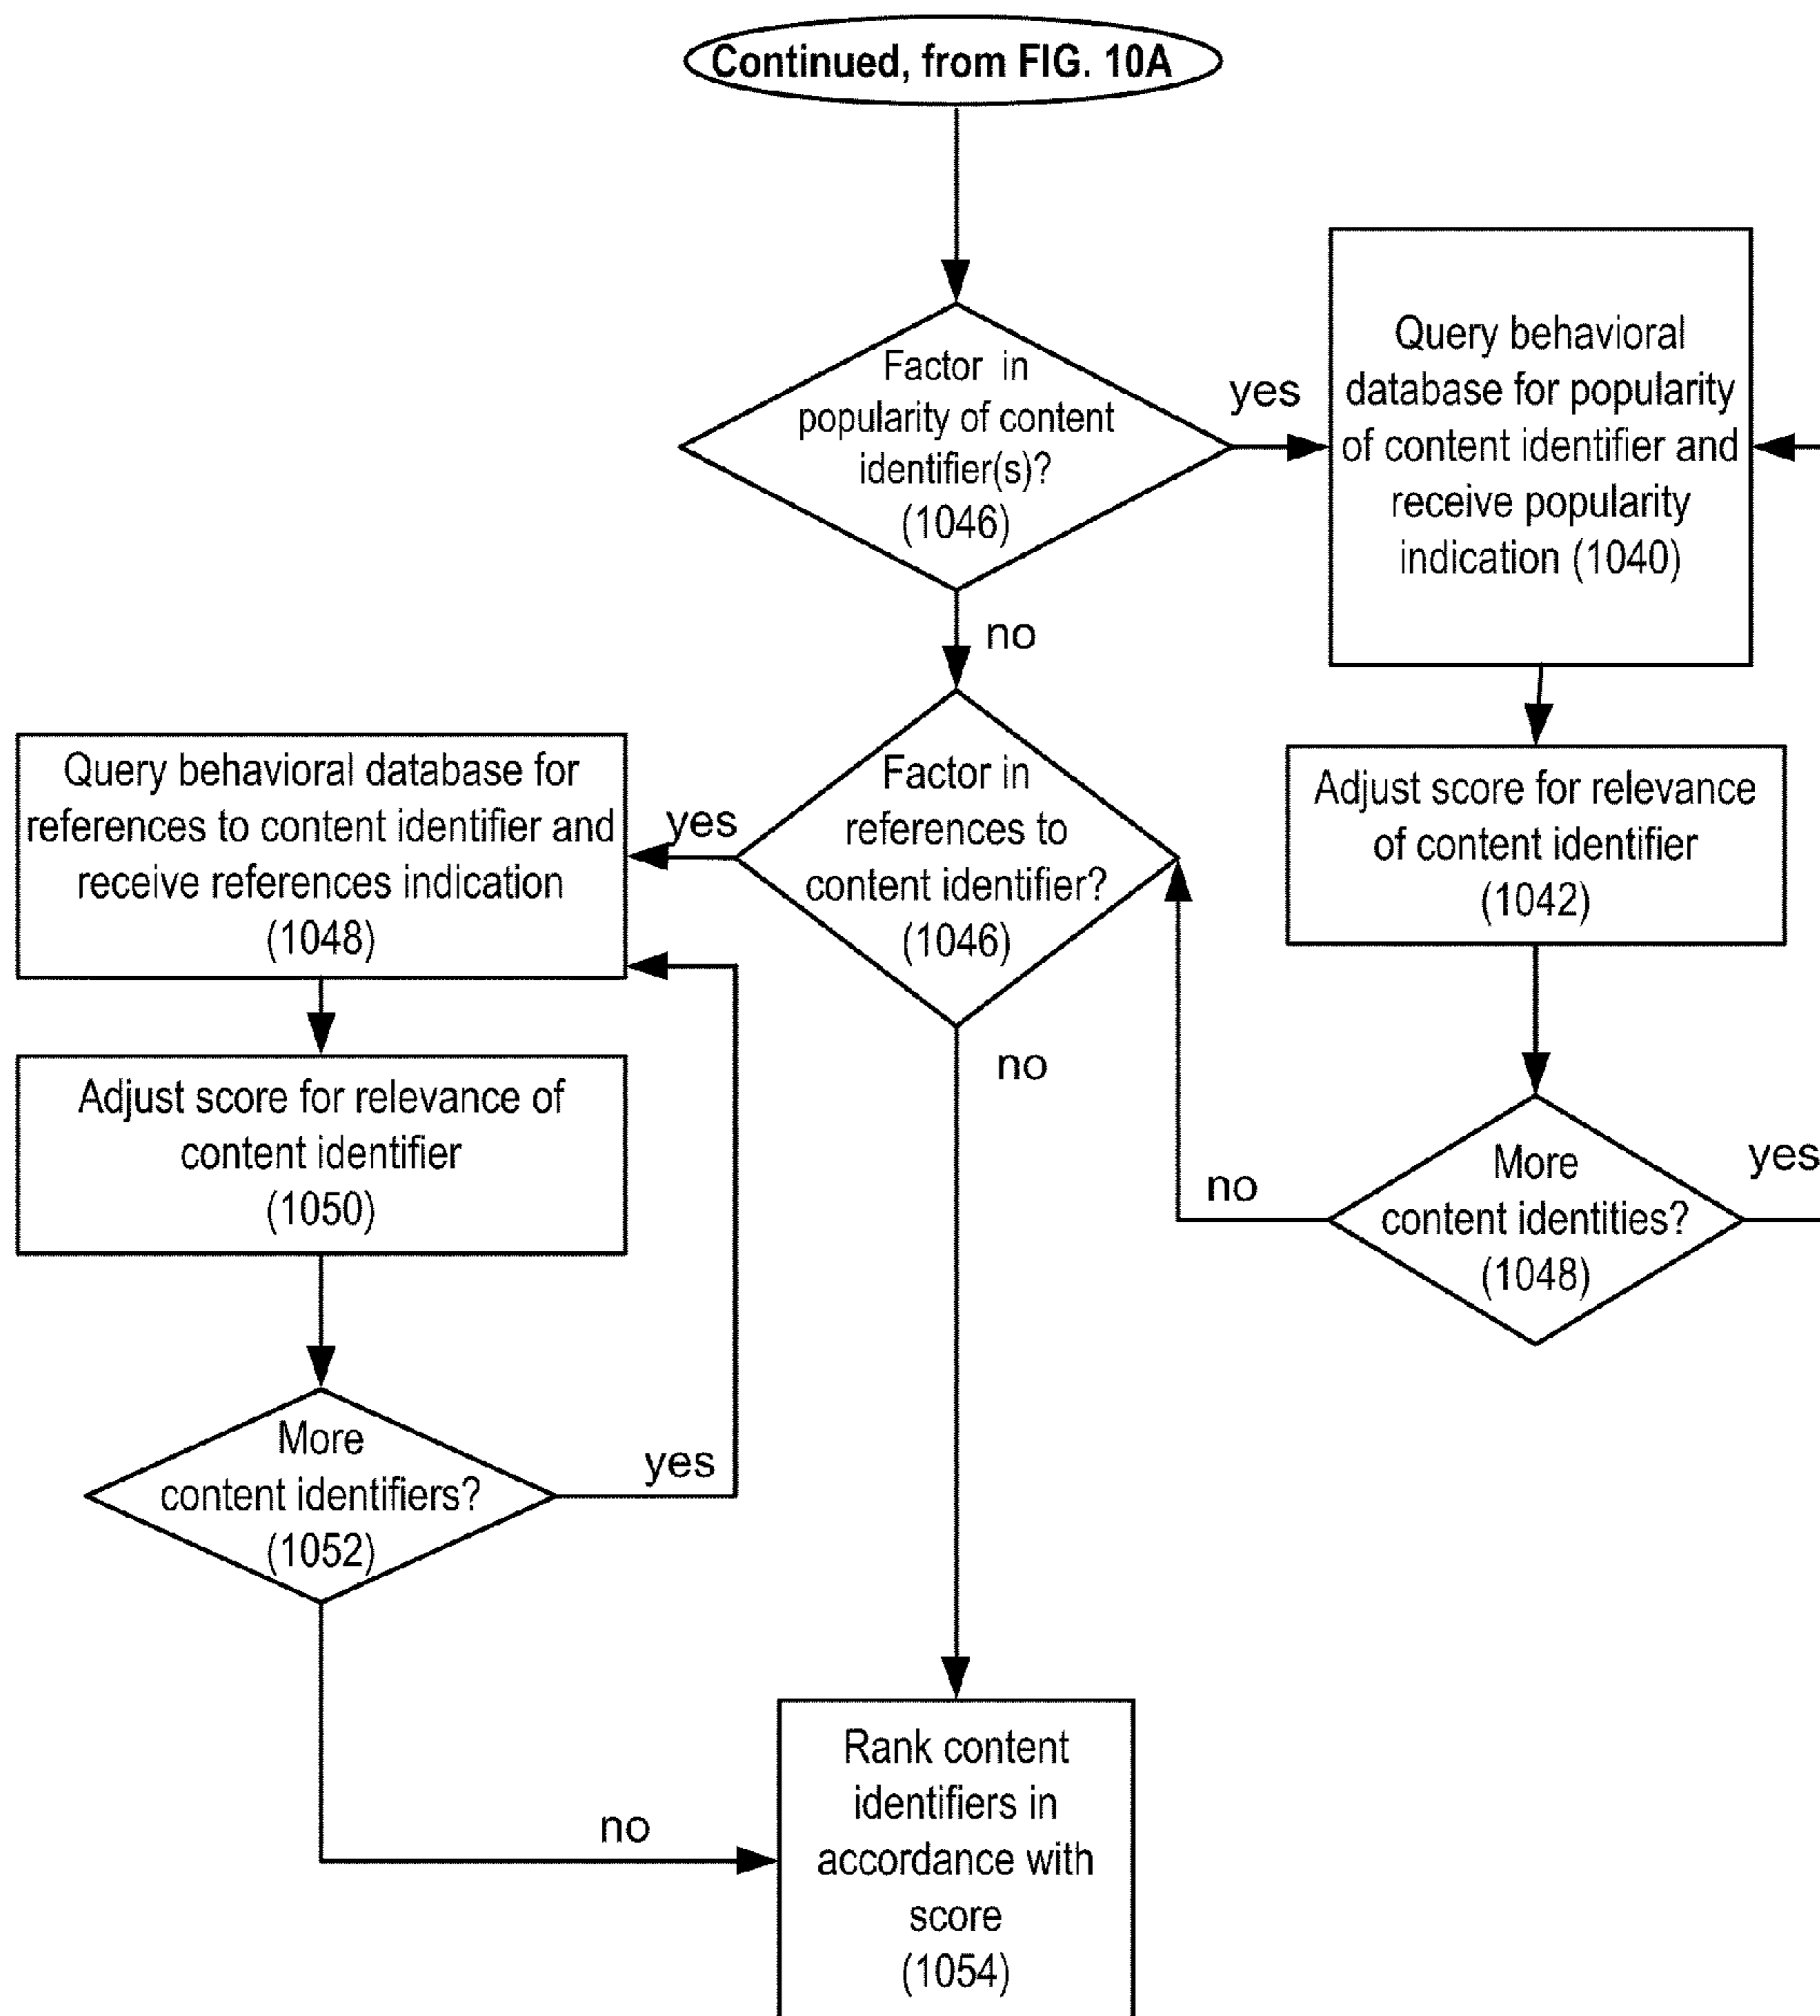 Continued, from FIG. 10A
Factor in
popularity of content
identifier(s)?
(1046)
yes
no
Query behavioral
database for popularity
of content identifier and
receive popularity
indication (1040)
Adjust score for relevance
of content identifier
(1042)
More
content identities?
(1048)
yes
no
Factor in
references to
content identifier?
(1046)
yes
no
Query behavioral database for
references to content identifier and
receive references indication
(1048)
Adjust score for relevance of
content identifier
(1050)
More
content identifiers?
(1052)
yes
no
Rank content
identifiers in
accordance with
score
(1054)